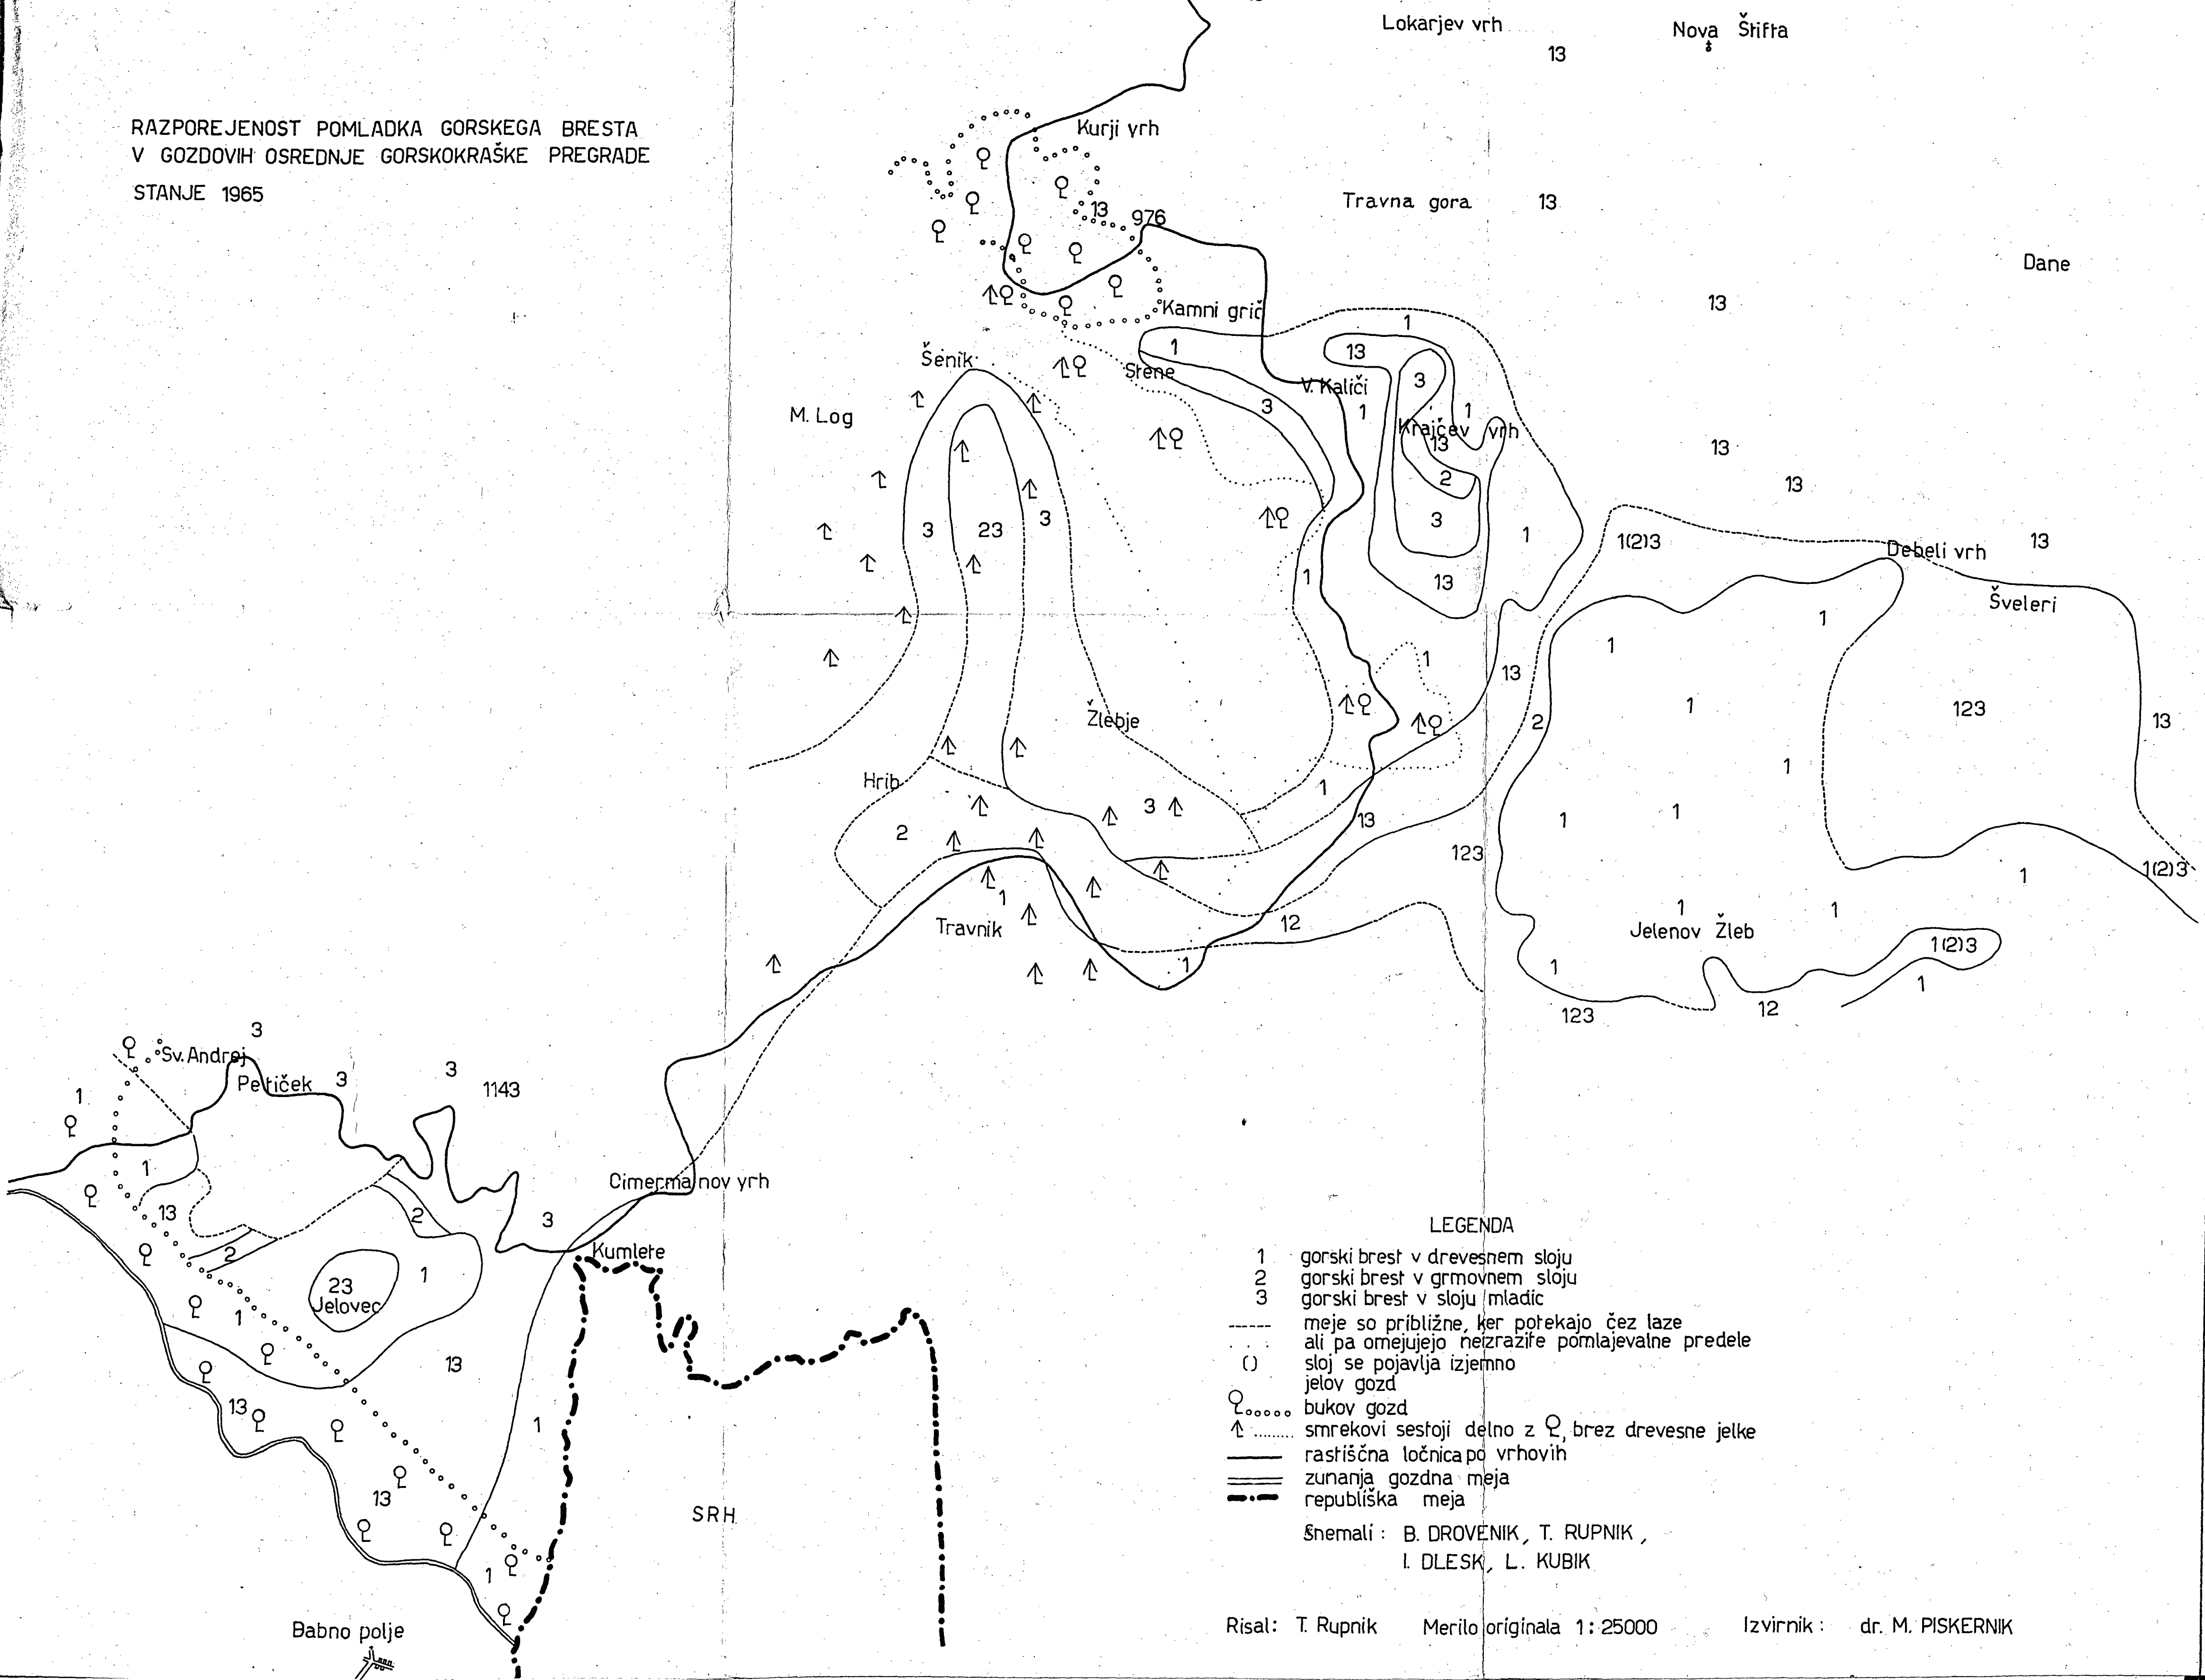 Lokarjev vrh
Nova Štifta
13
RAZPOREJENOST POMLADKA GORSKEGA BRESTA
V GOZDOVIH OSREDNJE GORSKOKRAŠKE PREGRADE
STANJE 1965
Kurji vrh
Travna gora 13
13 976
Dane
13
Kamni grič
1
1
13
Šenik
Stene
V. Kaliči
3
M. Log
3
1
1
Krajčev vrh
13
13
2
13
3 23 3
3
1
1(2)3
13
Debeli vrh
1
13
Šveleri
1
1
1
13
1
123
13
Žlebje
2
1
Hrib
1
3
1
2
13
1
123
1
1(2)3
1
1
1
Travnik
12
Jelenov Žleb
1(2)3
1
1
1
123
12
3
Sv. Andrej
Petiček
3
3
1143
1
1
Cimermanov vrh
13
2
3
2
Kumlete
1
23
Jelovec
1
13
13
1
13
1
SRH
Babno polje
LEGENDA
1 gorski brest v drevesnem sloju
2 gorski brest v grmovnem sloju
3 gorski brest v sloju mladic
meje so približne, ker potekajo čez laze
ali pa omejujejo neizrazite pomlajevalne predele
() sloj se pojavlja izjemno
jelov gozd
bukov gozd
smrekovi sestoji delno z , brez drevesne jelke
rastiščna ločnica po vrhovih
zunanja gozdna meja
republiška meja
Snemali : B. DROVENIK, T. RUPNIK,
I. DLESK, L. KUBIK
Risal: T. Rupnik Merilo originala 1:25000 Izvirnik: dr. M. PISKERNIK